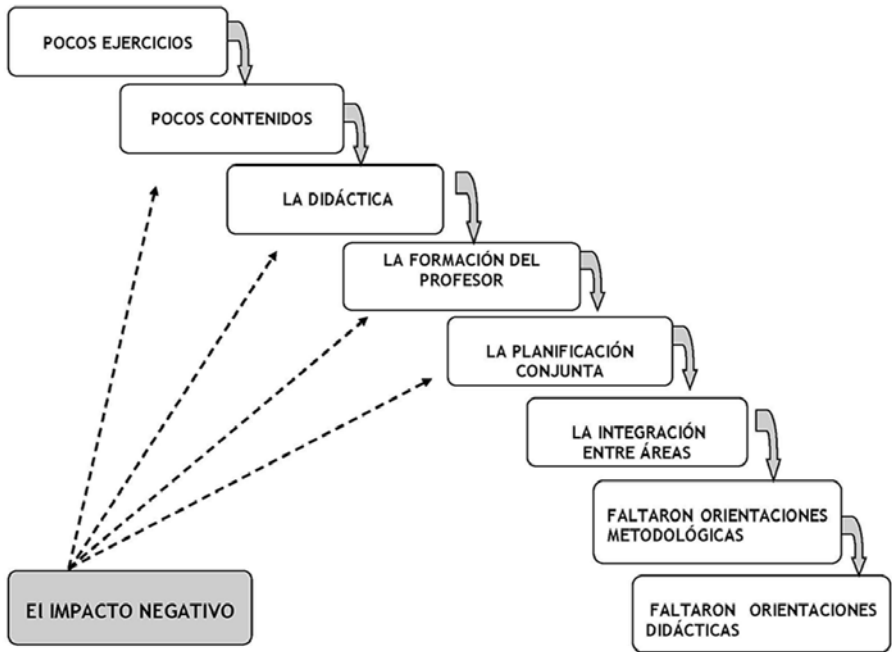 POCOS EJERCICIOS
POCOS CONTENIDOS
LA DIDÁCTICA
LA FORMACIÓN DEL
PROFESOR
LA PLANIFICACIÓN
CONJUNTA
LA INTEGRACIÓN
ENTRE ÁREAS
FALTARON ORIENTACIONES
METODOLÓGICAS
FALTARON ORIENTACIONES
DIDÁCTICAS
El IMPACTO NEGATIVO